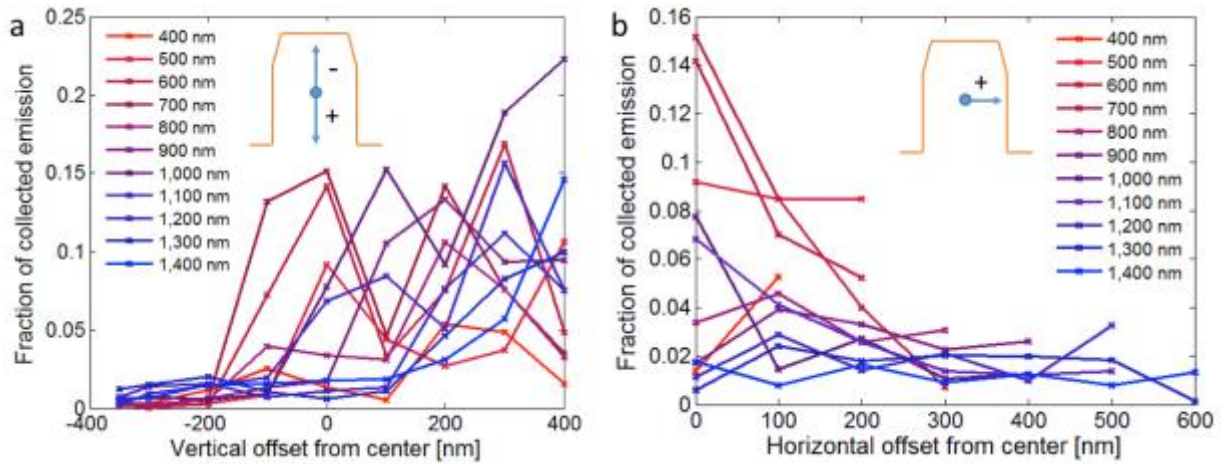 a
Fraction of collected emission
0.25
0.2
0.15
0.1
0.05
0
400 nm
500 nm
600 nm
700 nm
800 nm
900 nm
1,000 nm
1,100 nm
1,200 nm
1,300 nm
1,400 nm
-
+
-400 -200 0 200 400
Vertical offset from center [nm]
b
Fraction of collected emission
0.16
0.14
0.12
0.1
0.08
0.06
0.04
0.02
0
+
400 nm
500 nm
600 nm
700 nm
800 nm
900 nm
1,000 nm
1,100 nm
1,200 nm
1,300 nm
1,400 nm
0 100 200 300 400 500 600
Horizontal offset from center [nm]